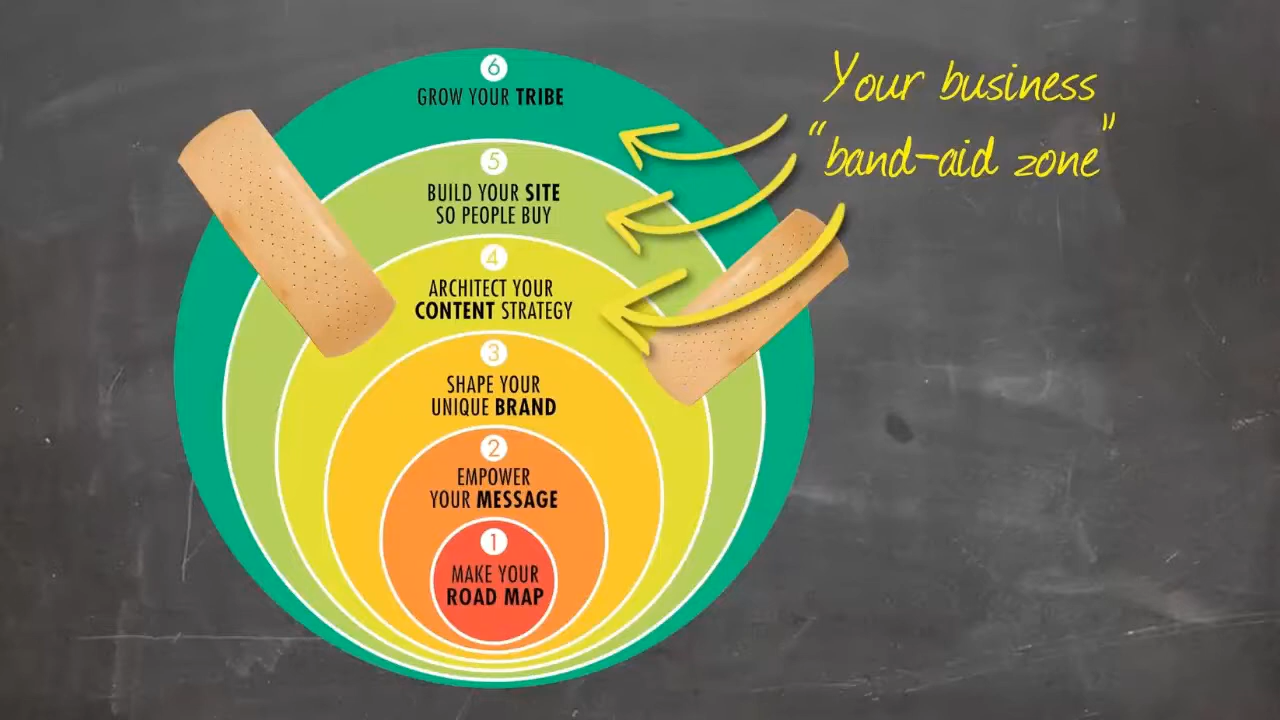 6
GROW YOUR TRIBE
5
BUILD YOUR SITE
SO PEOPLE BUY
4
ARCHITECT YOUR
CONTENT STRATEGY
3
SHAPE YOUR
UNIQUE BRAND
2
EMPOWER
YOUR MESSAGE
1
MAKE YOUR
ROAD MAP
Your business
"band-aid zone"